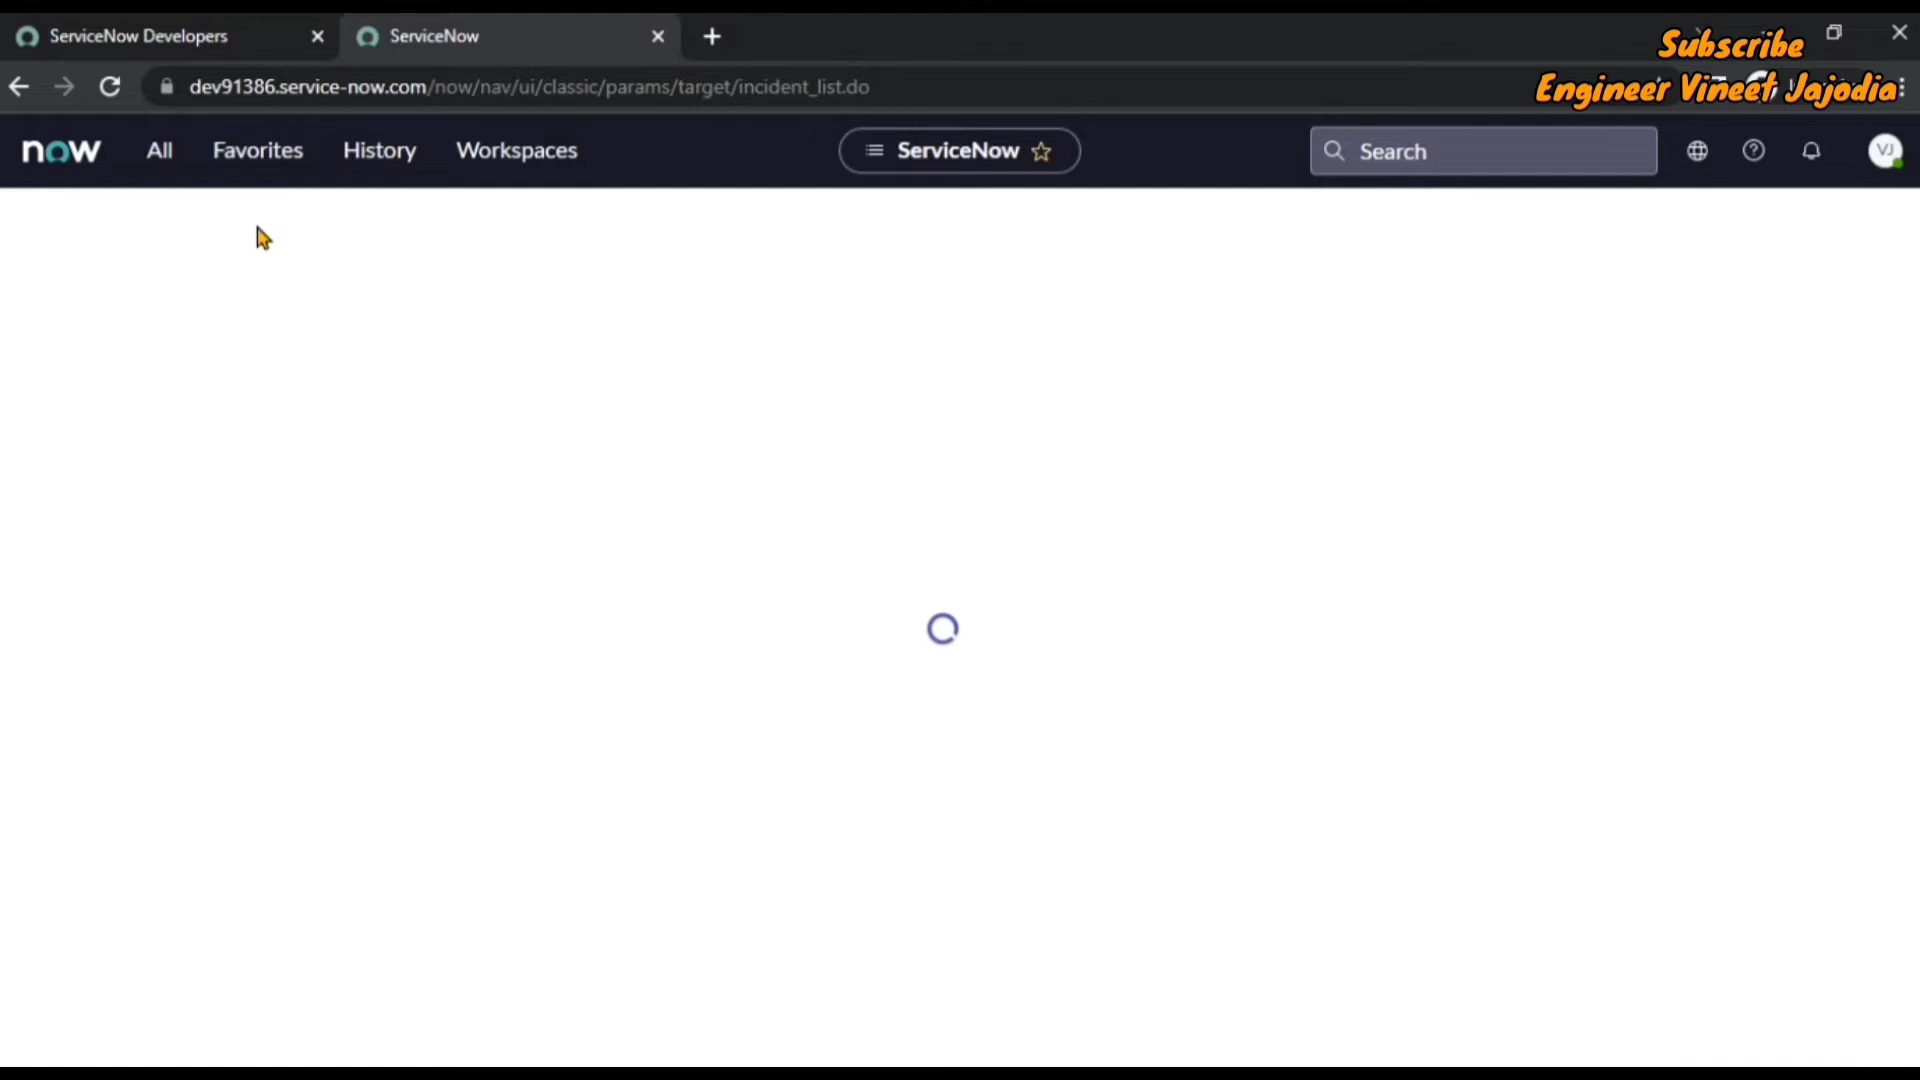 ServiceNow Developers
ServiceNow
Subscribe
dev91386.service-now.com/now/nav/ui/classic/params/target/incident_list.do
Engineer Vineet Jajodia
now
All
Favorites
History
Workspaces
ServiceNow
Search
VJ